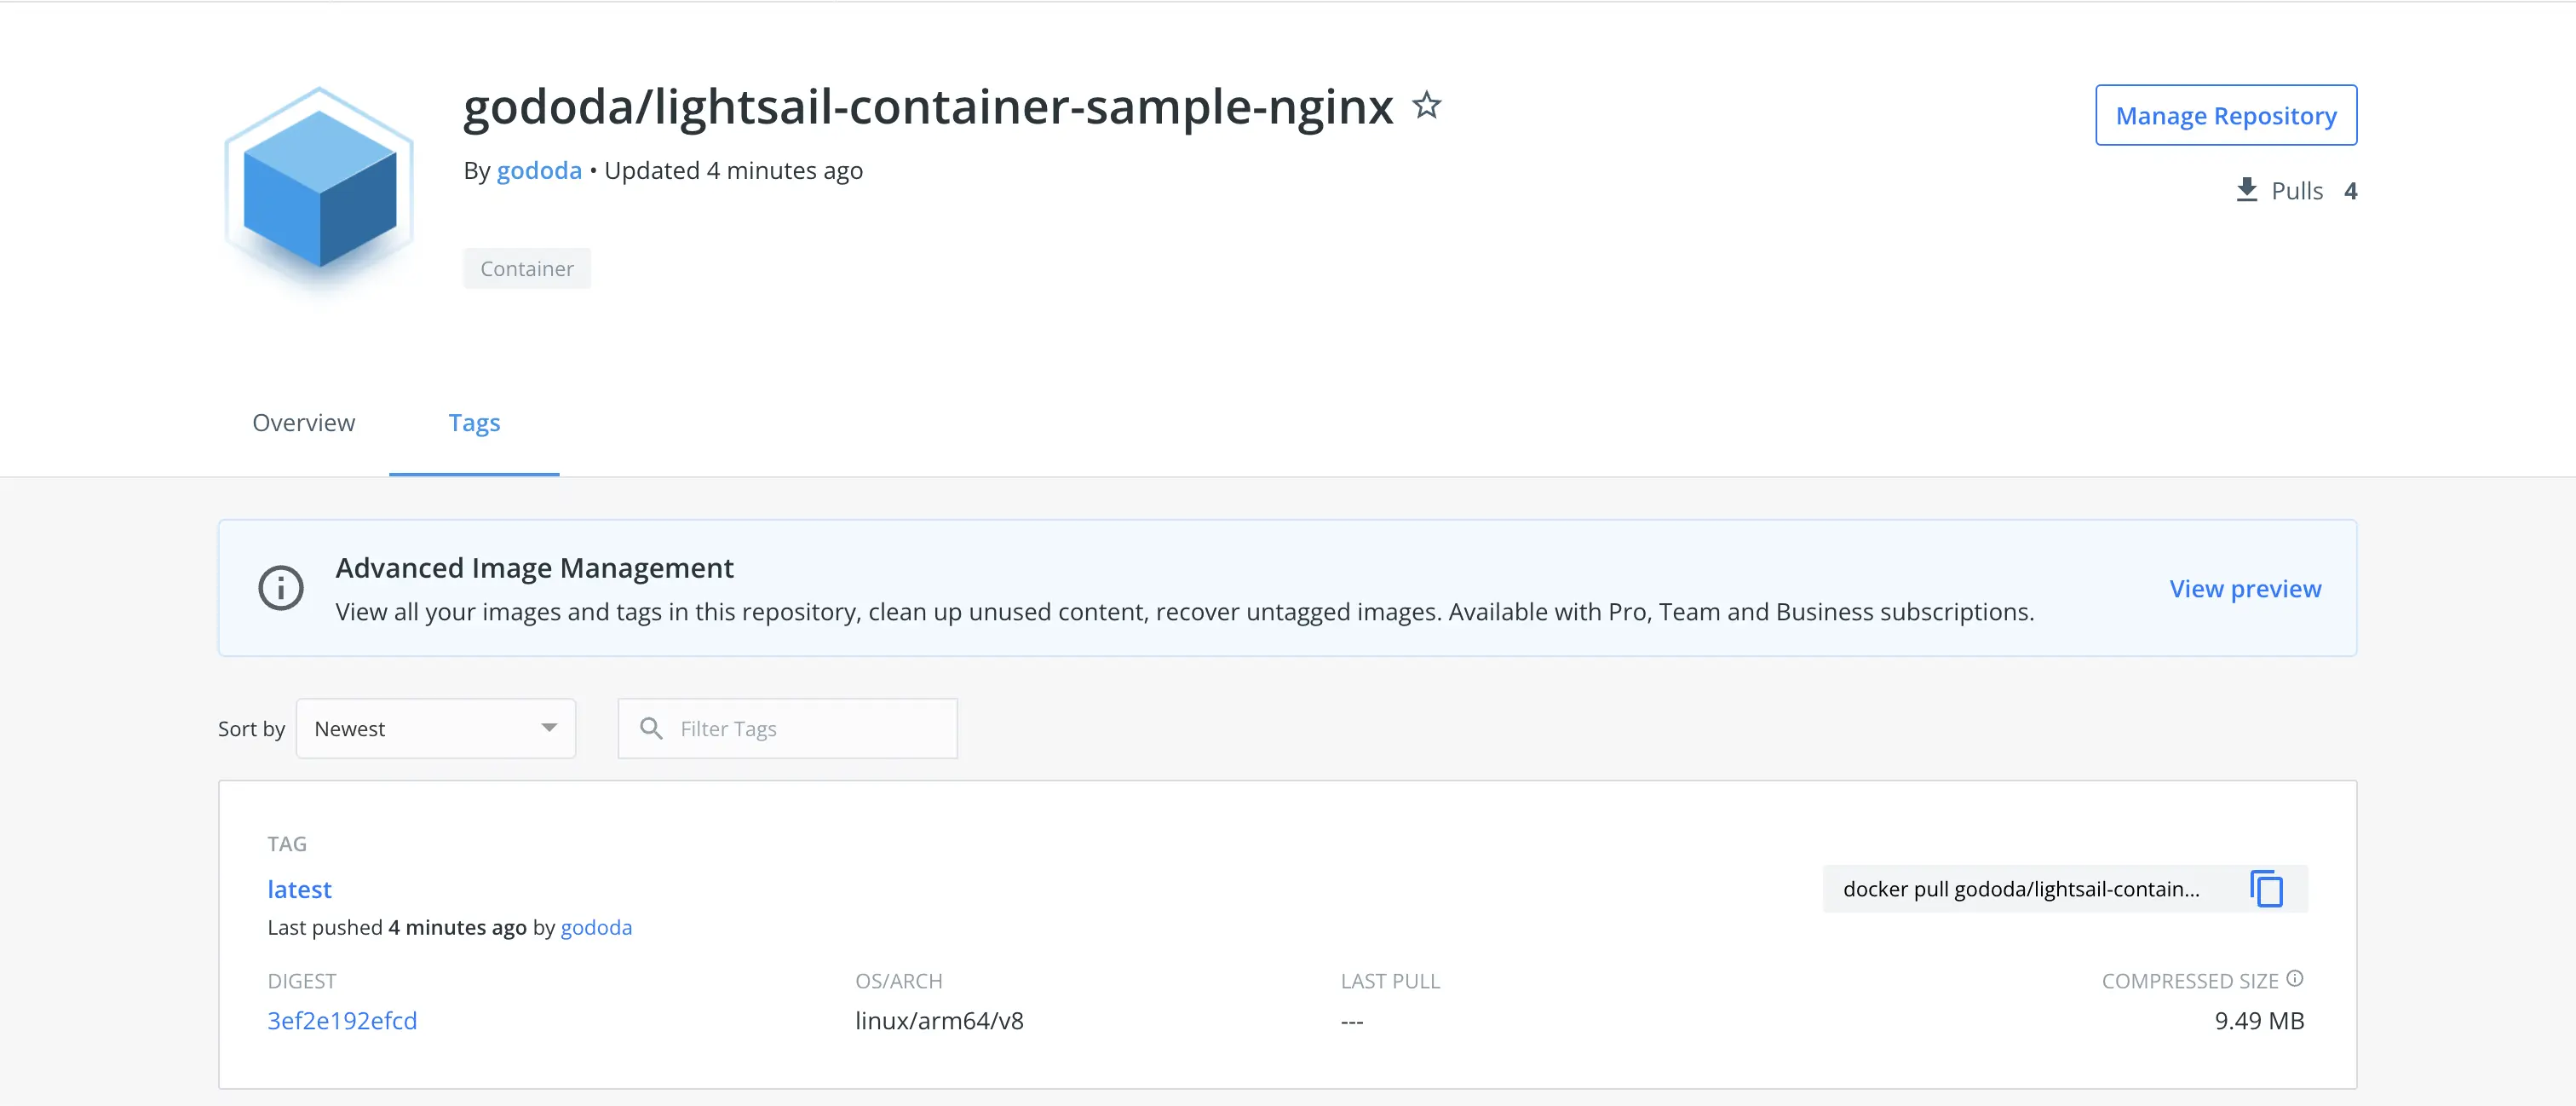 gododa/lightsail-container-sample-nginx
By gododa • Updated 4 minutes ago
Container
Manage Repository
Pulls 4
Overview
Tags
Advanced Image Management
View all your images and tags in this repository, clean up unused content, recover untagged images. Available with Pro, Team and Business subscriptions.
View preview
Sort by
Newest
Filter Tags
TAG
latest
Last pushed 4 minutes ago by gododa
docker pull gododa/lightsail-contain...
DIGEST
3ef2e192efcd
OS/ARCH
linux/arm64/v8
LAST PULL
---
COMPRESSED SIZE
9.49 MB